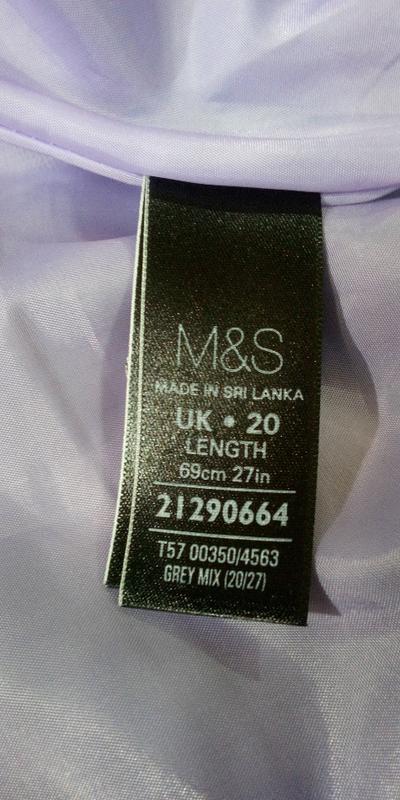 M&S
MADE IN SRI LANKA
UK • 20
LENGTH
69cm 27in
21290664
T57 00350/4563
GREY MIX (20/27)